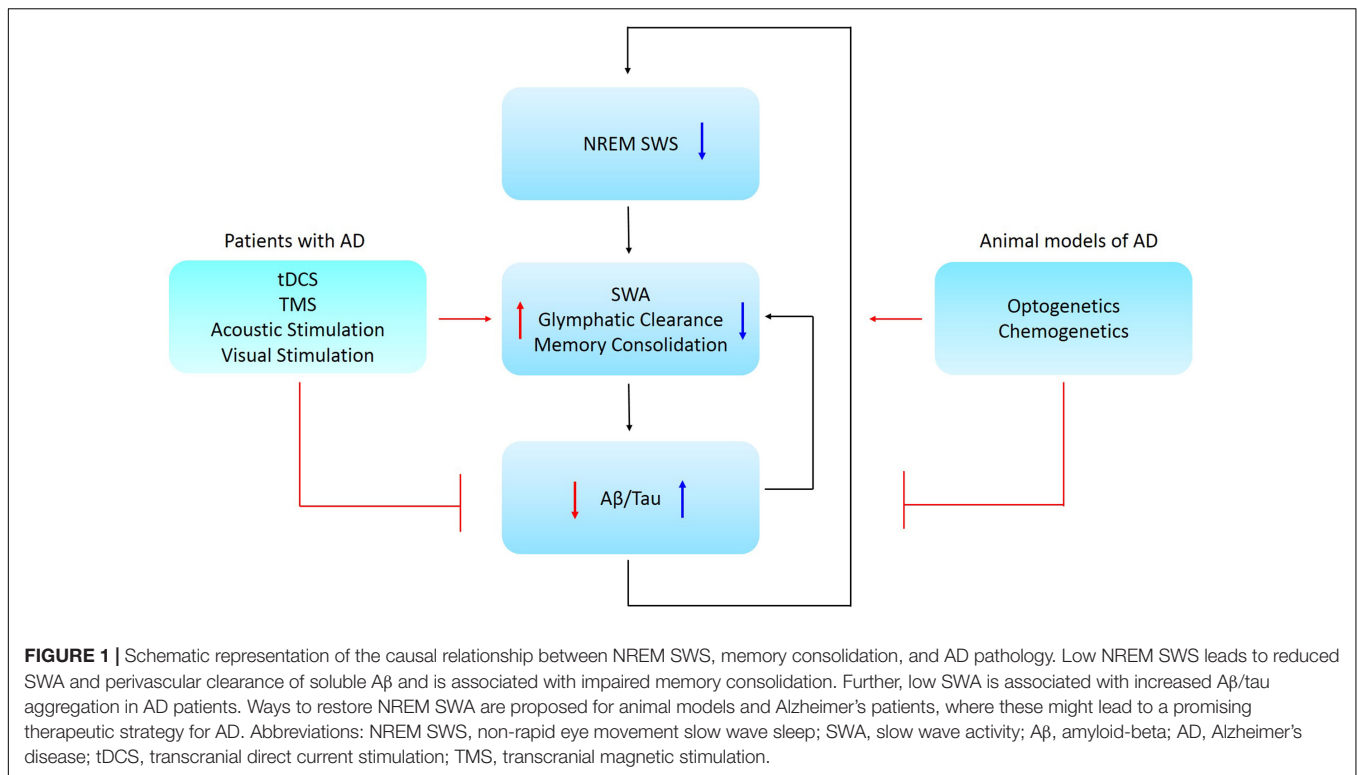 NREM SWS
Patients with AD
tDCS
TMS
Acoustic Stimulation
Visual Stimulation
SWA
Glymphatic Clearance
Memory Consolidation
Animal models of AD
Optogenetics
Chemogenetics
Aβ/Tau
FIGURE 1 | Schematic representation of the causal relationship between NREM SWS, memory consolidation, and AD pathology. Low NREM SWS leads to reduced
SWA and perivascular clearance of soluble Aβ and is associated with impaired memory consolidation. Further, low SWA is associated with increased Aβ/tau
aggregation in AD patients. Ways to restore NREM SWA are proposed for animal models and Alzheimer's patients, where these might lead to a promising
therapeutic strategy for AD. Abbreviations: NREM SWS, non-rapid eye movement slow wave sleep; SWA, slow wave activity; Aβ, amyloid-beta; AD, Alzheimer's
disease; tDCS, transcranial direct current stimulation; TMS, transcranial magnetic stimulation.